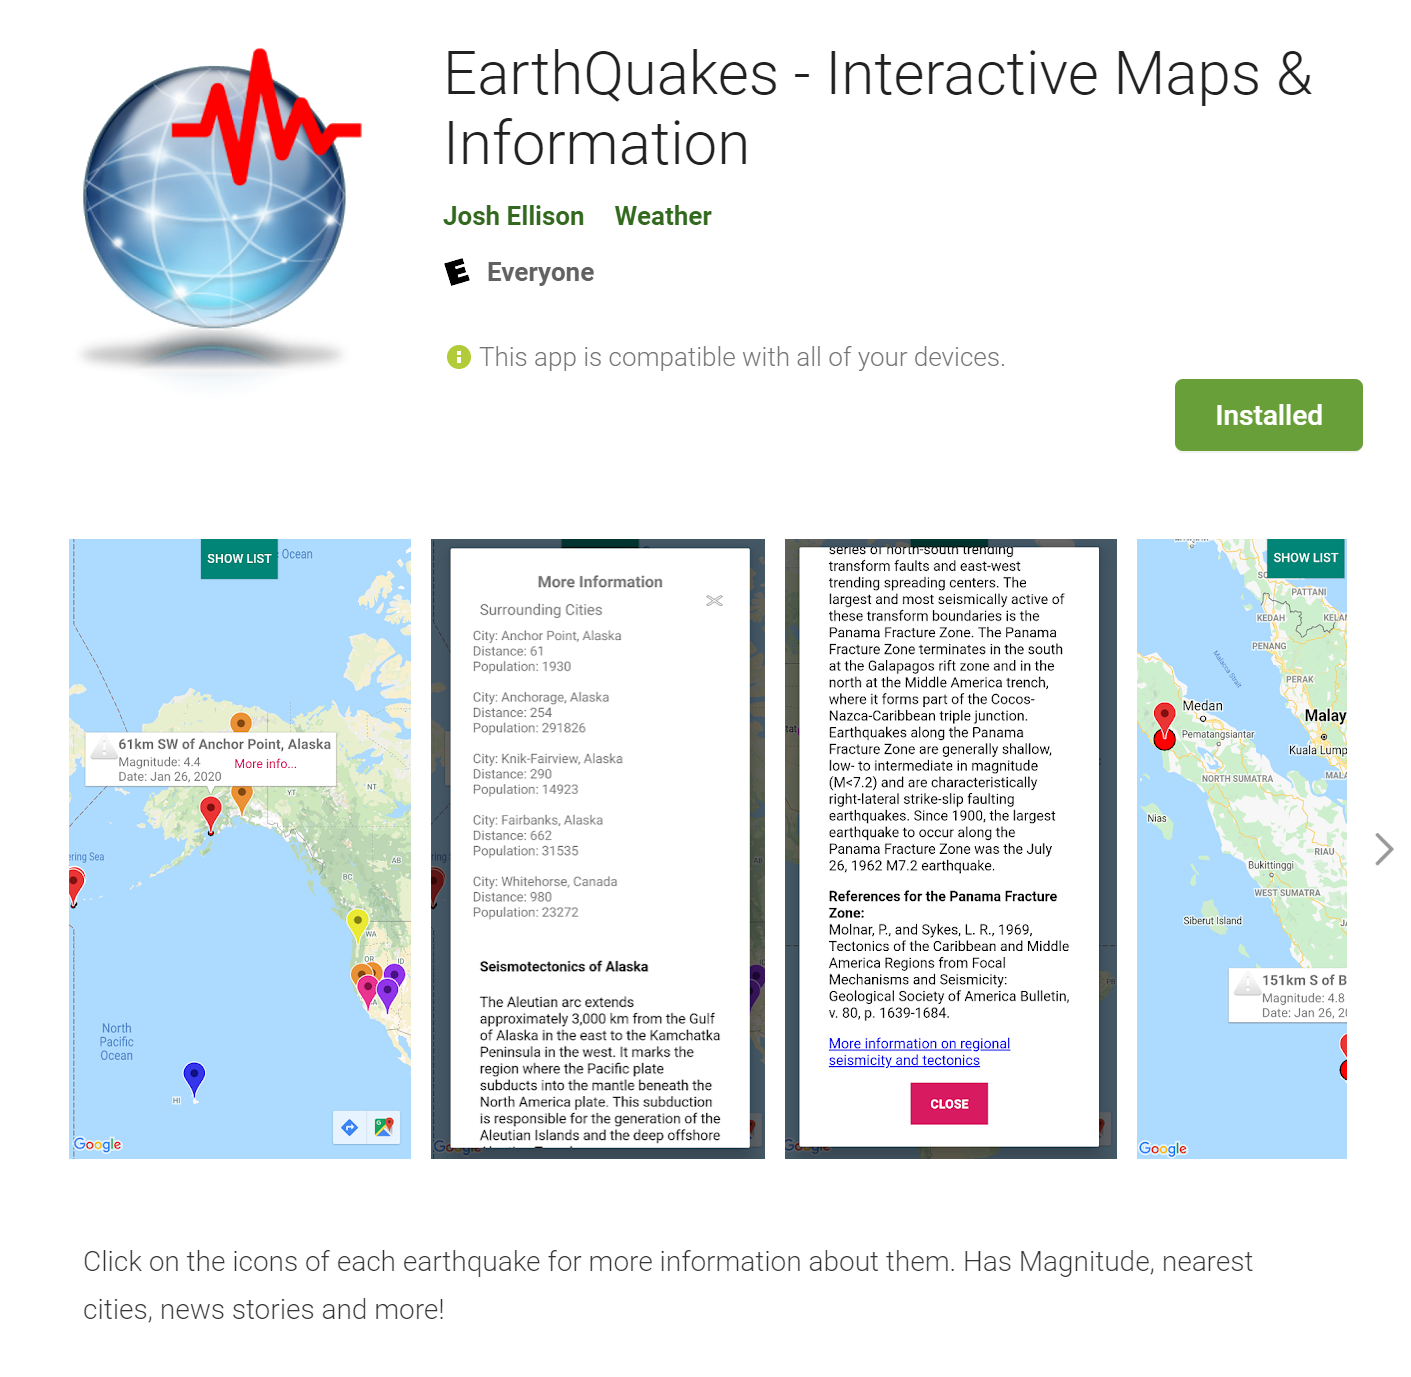 EarthQuakes - Interactive Maps &
Information
Josh Ellison Weather
E Everyone
This app is compatible with all of your devices.
Installed
SHOW LIST
Ocean
61km SW of Anchor Point, Alaska
Magnitude: 4.4 More info...
Date: Jan 26, 2020
YT
NT
ring Sea
AB
BC
WA
OR
ID
CA
North
Pacific
Ocean
HI
Google
More Information
Surrounding Cities
City: Anchor Point, Alaska
Distance: 61
Population: 1930
City: Anchorage, Alaska
Distance: 254
Population: 291826
City: Knik-Fairview, Alaska
Distance: 290
Population: 14923
City: Fairbanks, Alaska
Distance: 662
Population: 31535
City: Whitehorse, Canada
Distance: 980
Population: 23272
Seismotectonics of Alaska
The Aleutian arc extends
approximately 3,000 km from the Gulf
of Alaska in the east to the Kamchatka
Peninsula in the west. It marks the
region where the Pacific plate
subducts into the mantle beneath the
North America plate. This subduction
is responsible for the generation of the
Aleutian Islands and the deep offshore
series of north-south trending
transform faults and east-west
trending spreading centers. The
largest and most seismically active of
these transform boundaries is the
Panama Fracture Zone. The Panama
Fracture Zone terminates in the south
at the Galapagos rift zone and in the
north at the Middle America trench,
where it forms part of the Cocos-
Nazca-Caribbean triple junction.
Earthquakes along the Panama
Fracture Zone are generally shallow,
low- to intermediate in magnitude
(M<7.2) and are characteristically
right-lateral strike-slip faulting
earthquakes. Since 1900, the largest
earthquake to occur along the
Panama Fracture Zone was the July
26, 1962 M7.2 earthquake.
References for the Panama Fracture
Zone:
Molnar, P., and Sykes, L. R., 1969,
Tectonics of the Caribbean and Middle
America Regions from Focal
Mechanisms and Seismicity:
Geological Society of America Bulletin,
v. 80, p. 1639-1684.
More information on regional
seismicity and tectonics
CLOSE
SHOW LIST
PATTANI
KEDAH KELA
PENANG
Malacca Strait
PERAK
Medan
Malay
Pematangsiantar
Kuala Lump
NORTH SUMATRA
MALA
Nias
RIAU
Bukittinggi
WEST SUMATRA
Siberut Island
JA
151km S of B
Magnitude: 4.8
Date: Jan 26, 20
Google
Click on the icons of each earthquake for more information about them. Has Magnitude, nearest
cities, news stories and more!